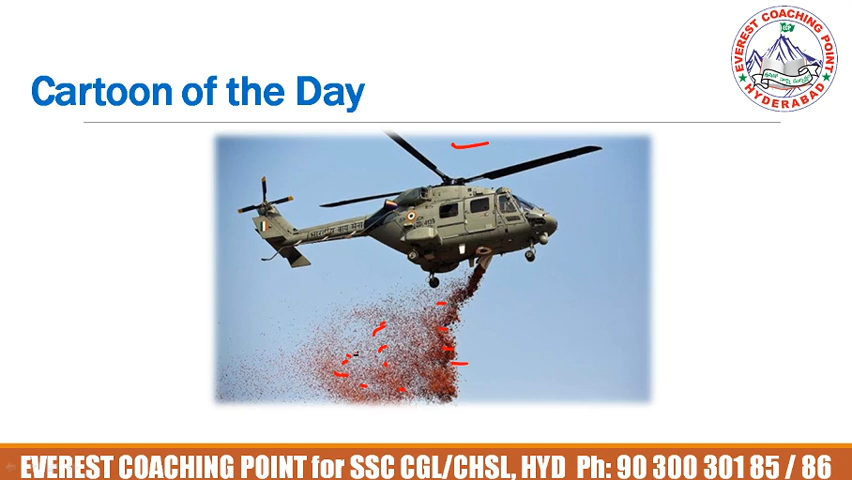 EVEREST COACHING POINT
HYDERABAD
Cartoon of the Day
भारतीय वायु सेना
EVEREST COACHING POINT for SSC CGL/CHSL, HYD Ph: 90 300 301 85 / 86